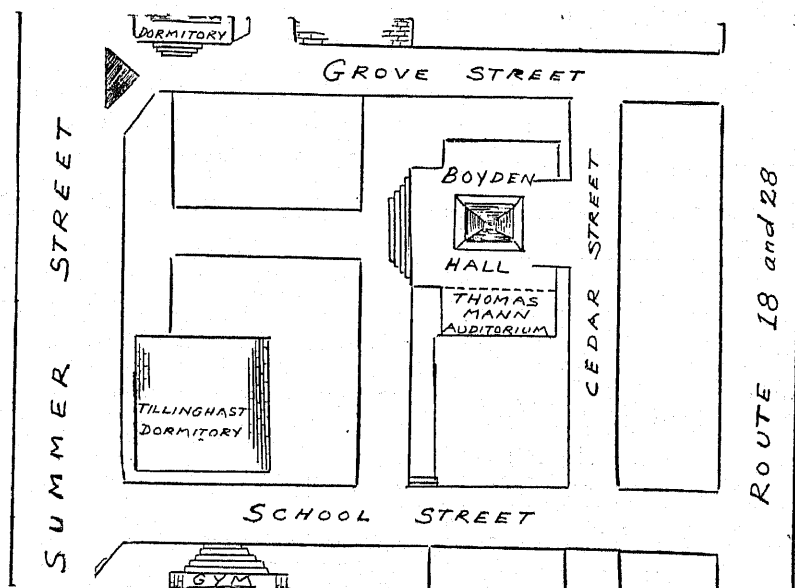 DORMITORY
GROVE STREET
SUMMER STREET
BOYDEN
HALL
THOMAS
MANN
AUDITORIUM
CEDAR STREET
ROUTE 18 and 28
TILLINGHAST
DORMITORY
SCHOOL STREET
GYM